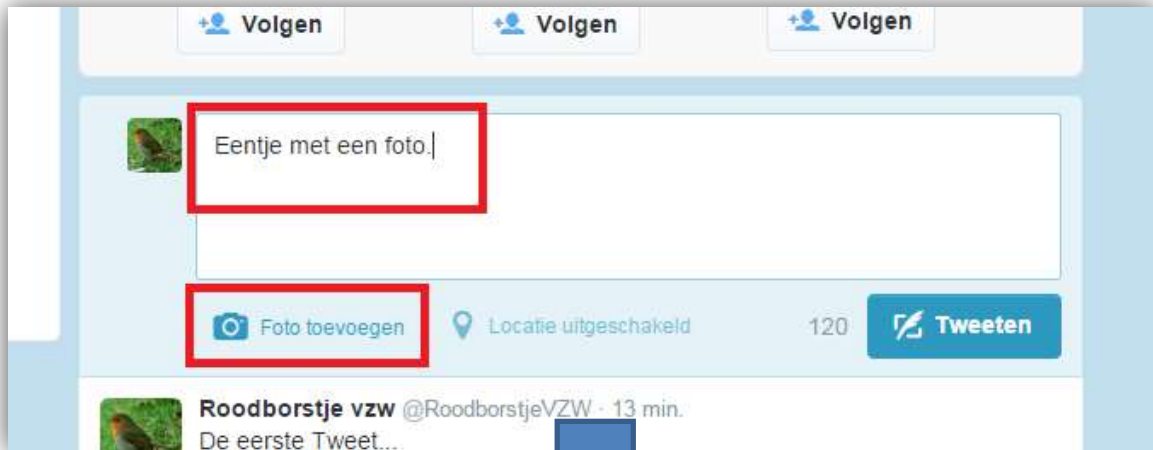 Volgen Volgen Volgen
Eentje met een foto.
Foto toevoegen Locatie uitgeschakeld 120 Tweeten
Roodborstje vzw @RoodborstjeVZW · 13 min.
De eerste Tweet...